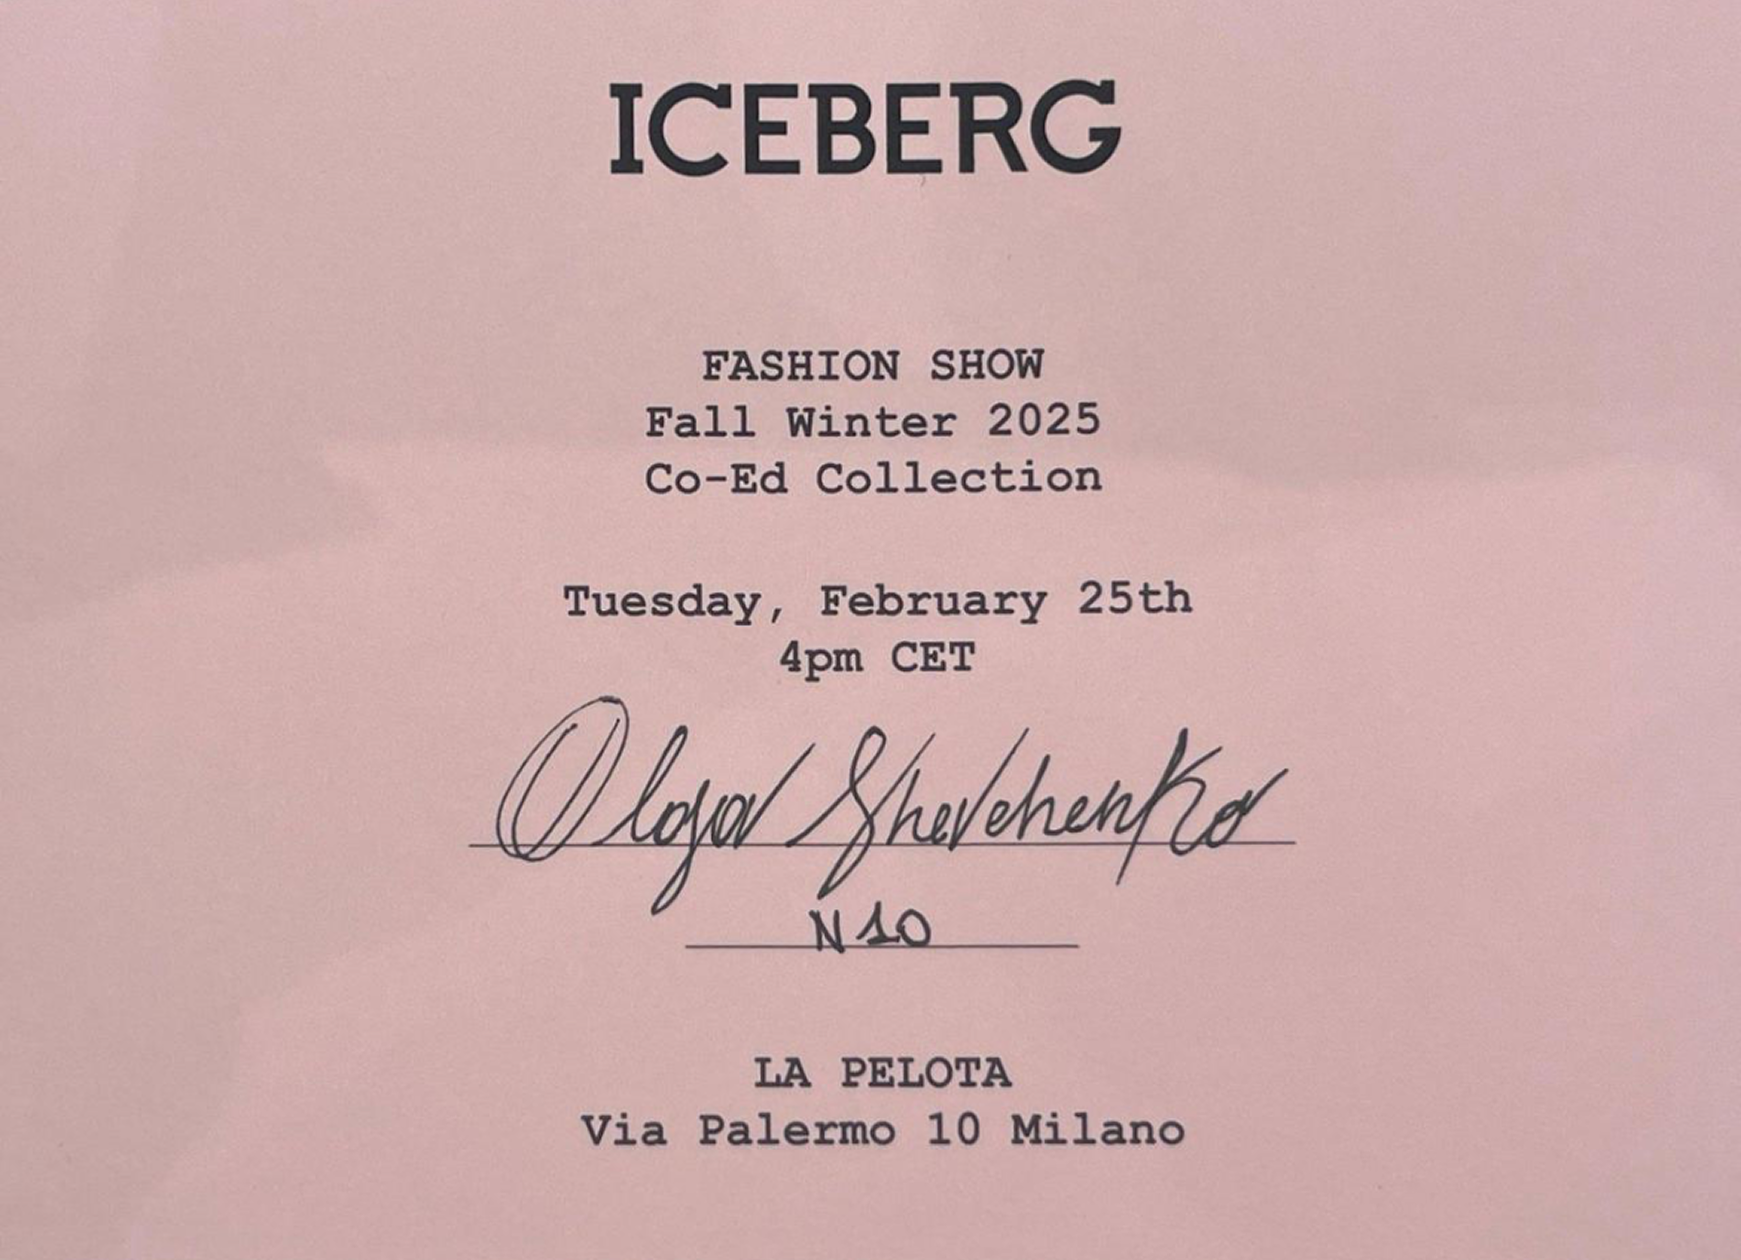 ICEBERG
FASHION SHOW
Fall Winter 2025
Co-Ed Collection
Tuesday, February 25th
4pm CET
Olga Shevchenko
N10
LA PELOTA
Via Palermo 10 Milano